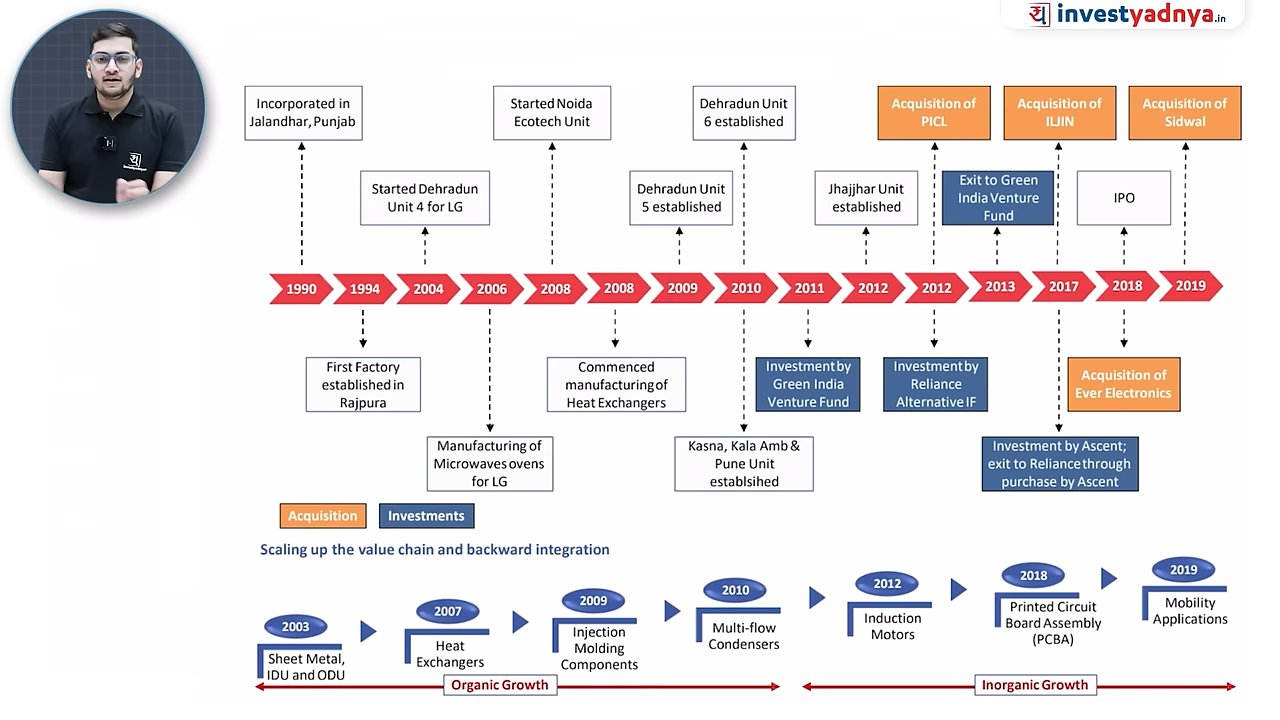 investyadnya.in
Incorporated in
Jalandhar, Punjab
Started Noida
Ecotech Unit
Dehradun Unit
6 established
Acquisition of
PICL
Acquisition of
ILJIN
Acquisition of
Sidwal
Started Dehradun
Unit 4 for LG
Dehradun Unit
5 established
Jhajjhar Unit
established
Exit to Green
India Venture
Fund
IPO
1990 1994 2004 2006 2008 2008 2009 2010 2011 2012 2012 2013 2017 2018 2019
First Factory
established in
Rajpura
Commenced
manufacturing of
Heat Exchangers
Investment by
Green India
Venture Fund
Investment by
Reliance
Alternative IF
Acquisition of
Ever Electronics
Manufacturing of
Microwaves ovens
for LG
Kasna, Kala Amb &
Pune Unit
establsihed
Investment by Ascent;
exit to Reliance through
purchase by Ascent
Acquisition
Investments
Scaling up the value chain and backward integration
2003
Sheet Metal,
IDU and ODU
2007
Heat
Exchangers
2009
Injection
Molding
Components
2010
Multi-flow
Condensers
2012
Induction
Motors
2018
Printed Circuit
Board Assembly
(PCBA)
2019
Mobility
Applications
Organic Growth
Inorganic Growth